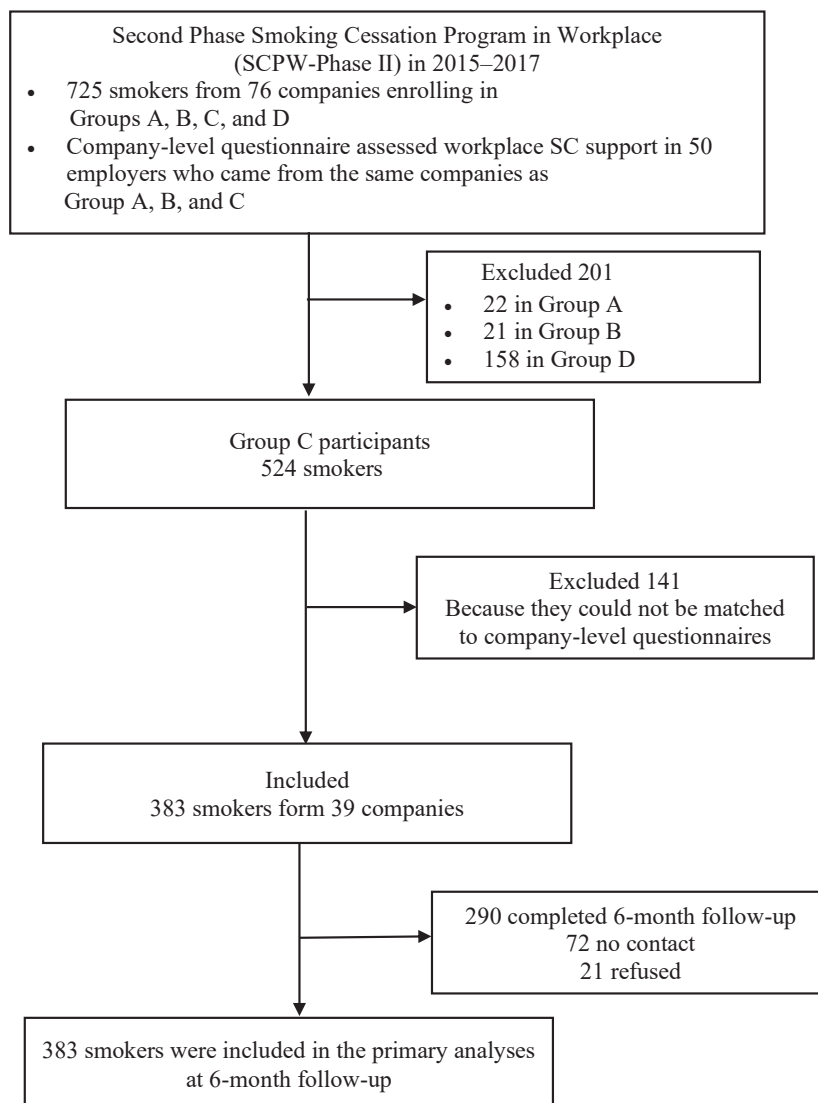 Second Phase Smoking Cessation Program in Workplace
(SCPW-Phase II) in 2015–2017
• 725 smokers from 76 companies enrolling in
Groups A, B, C, and D
• Company-level questionnaire assessed workplace SC support in 50
employers who came from the same companies as
Group A, B, and C
Excluded 201
• 22 in Group A
• 21 in Group B
• 158 in Group D
Group C participants
524 smokers
Excluded 141
Because they could not be matched
to company-level questionnaires
Included
383 smokers form 39 companies
290 completed 6-month follow-up
72 no contact
21 refused
383 smokers were included in the primary analyses
at 6-month follow-up